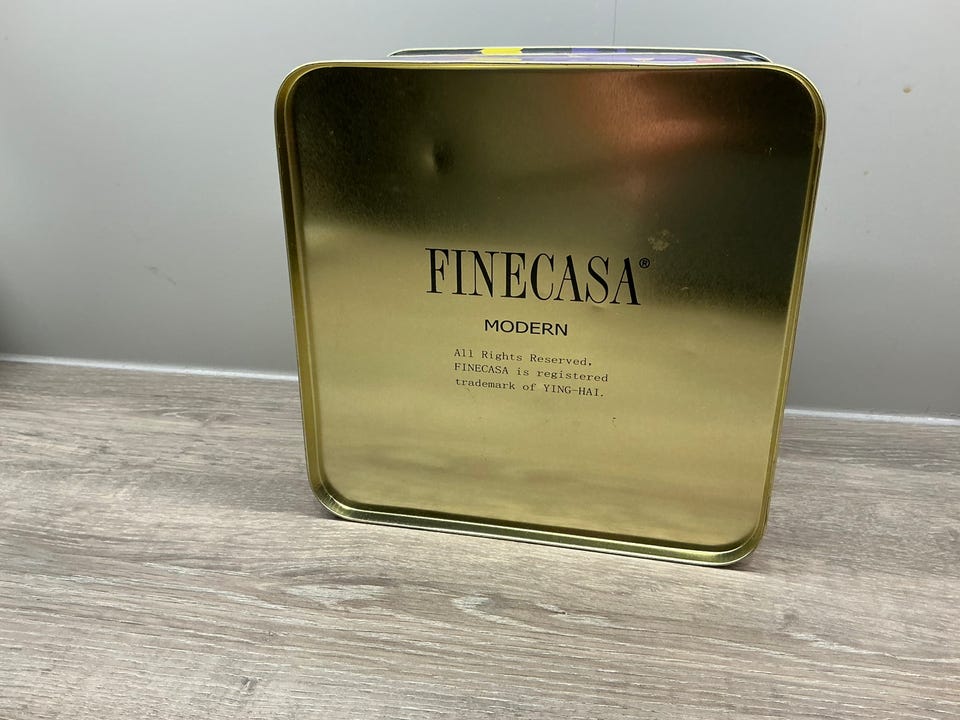 FINECASA®
MODERN
All Rights Reserved.
FINECASA is registered
trademark of YING-HAI.